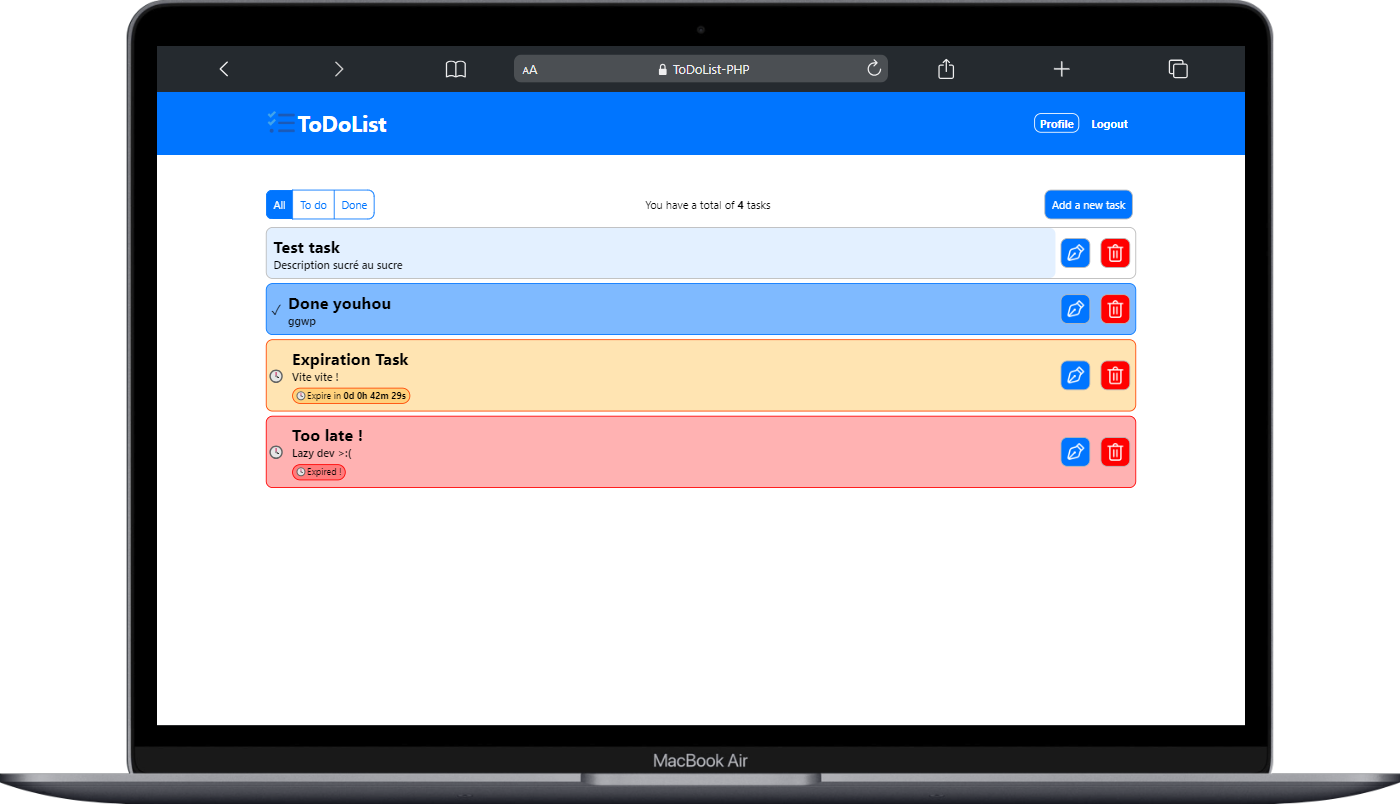 AA ToDoList-PHP
ToDoList Profile Logout
All To do Done You have a total of 4 tasks Add a new task
Test task
Description sucré au sucre
✓ Done youhou
ggwp
Expiration Task
Vite vite !
Expire in 0d 0h 42m 29s
Too late !
Lazy dev >:(
Expired !
MacBook Air